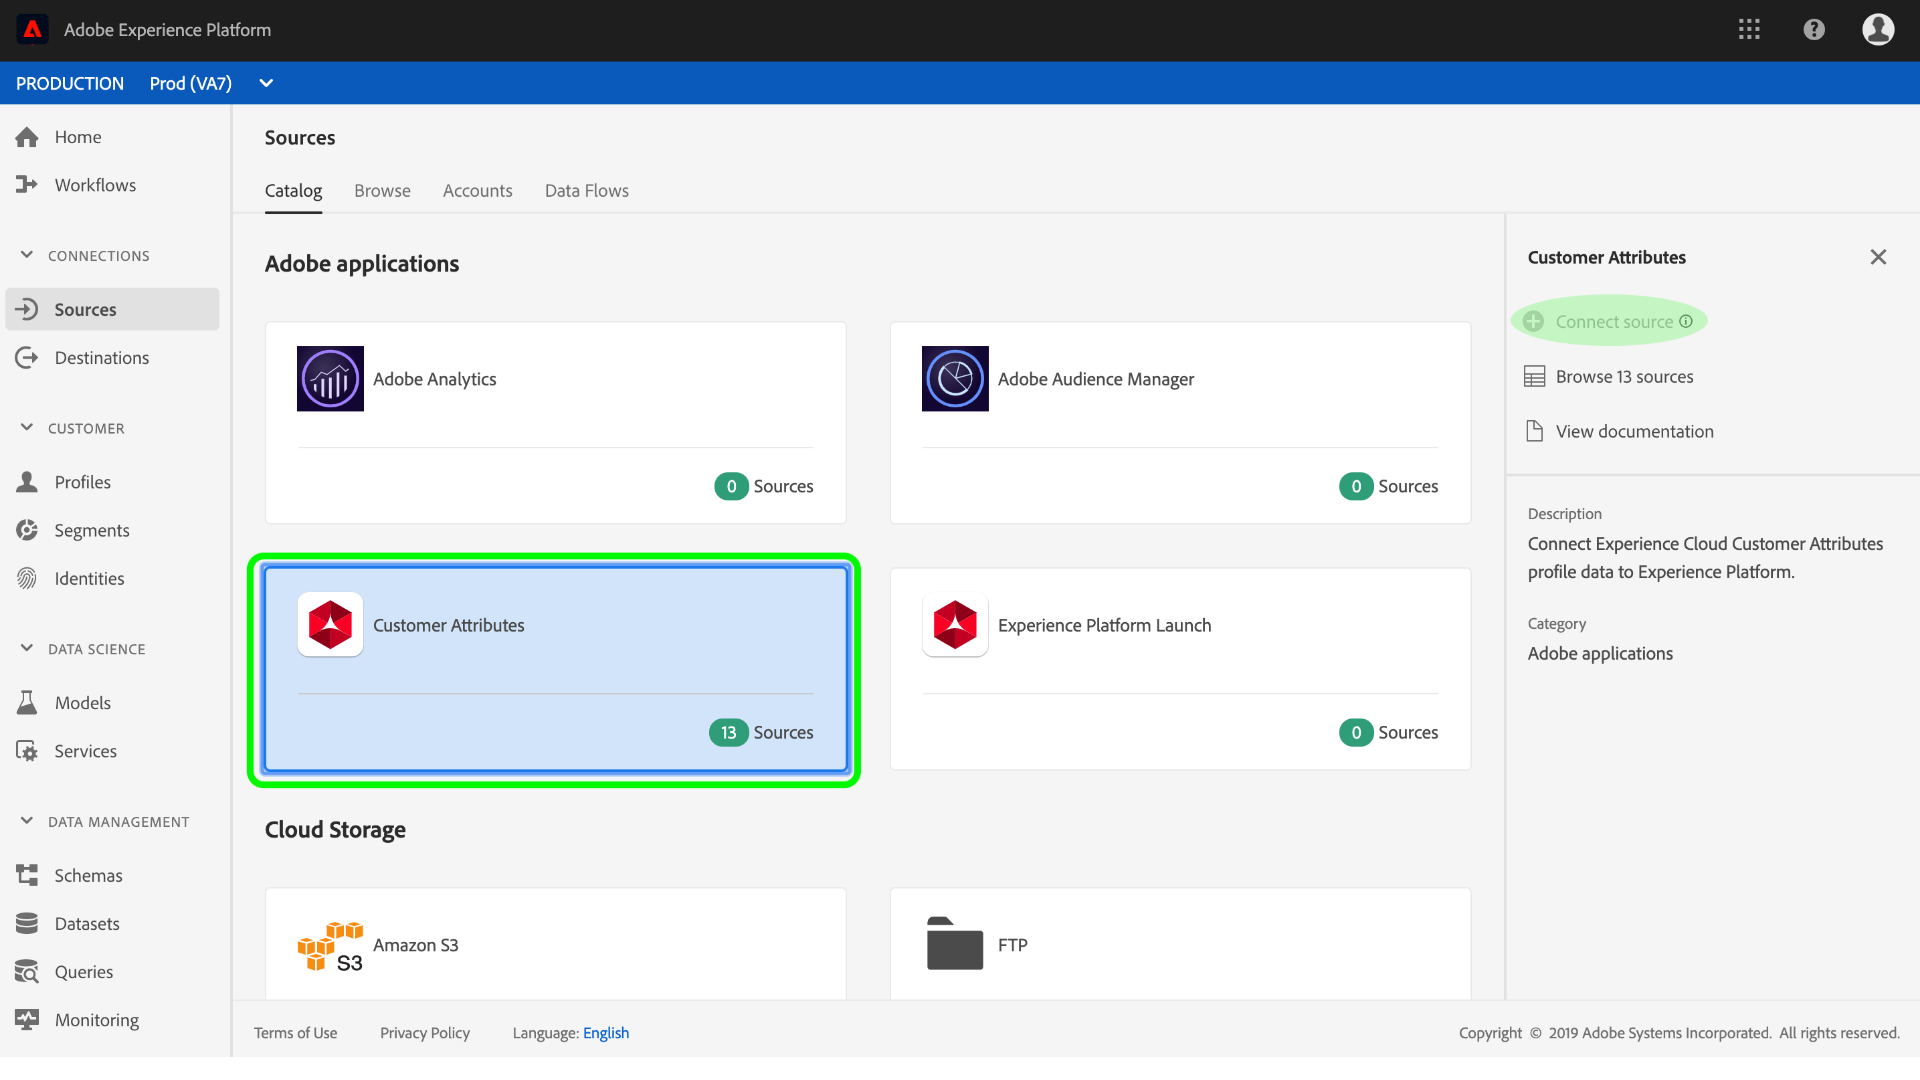 Adobe Experience Platform
PRODUCTION Prod (VA7)
Home
Workflows
CONNECTIONS
Sources
Destinations
CUSTOMER
Profiles
Segments
Identities
DATA SCIENCE
Models
Services
DATA MANAGEMENT
Schemas
Datasets
Queries
Monitoring
Sources
Catalog Browse Accounts Data Flows
Adobe applications
Adobe Analytics
0 Sources
Adobe Audience Manager
0 Sources
Customer Attributes
13 Sources
Experience Platform Launch
0 Sources
Cloud Storage
S3
Amazon S3
FTP
Customer Attributes
Connect source
Browse 13 sources
View documentation
Description
Connect Experience Cloud Customer Attributes
profile data to Experience Platform.
Category
Adobe applications
Terms of Use Privacy Policy Language: English
Copyright © 2019 Adobe Systems Incorporated. All rights reserved.